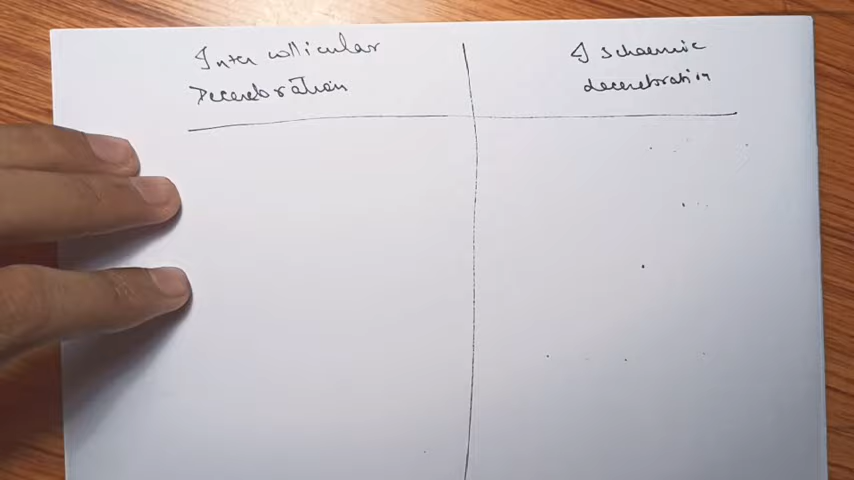 Inter collicular
Decerebration
Ischaemic
decerebration